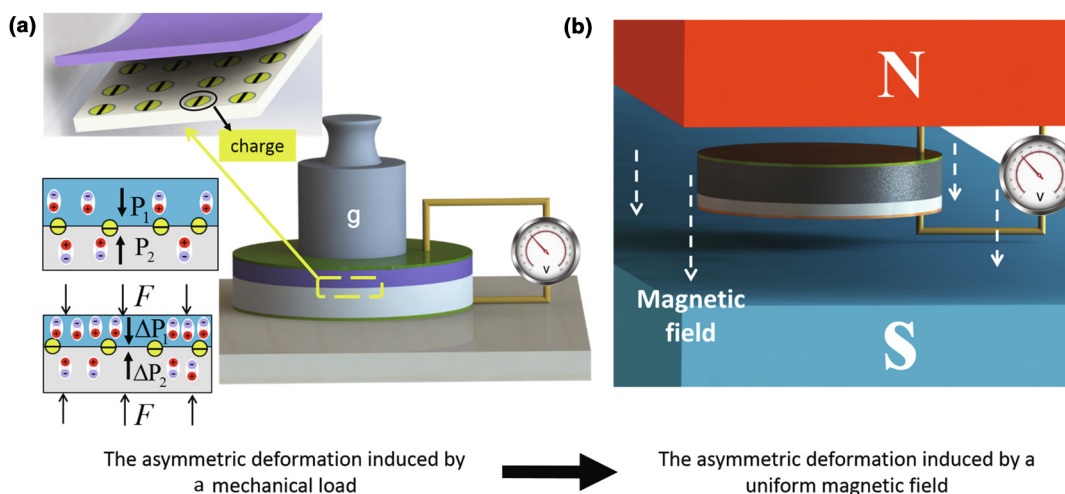 (a)
charge
g
V
P₁
P₂
F
ΔP₁
ΔP₂
F
The asymmetric deformation induced by
a mechanical load
(b)
N
V
Magnetic
field
S
The asymmetric deformation induced by a
uniform magnetic field